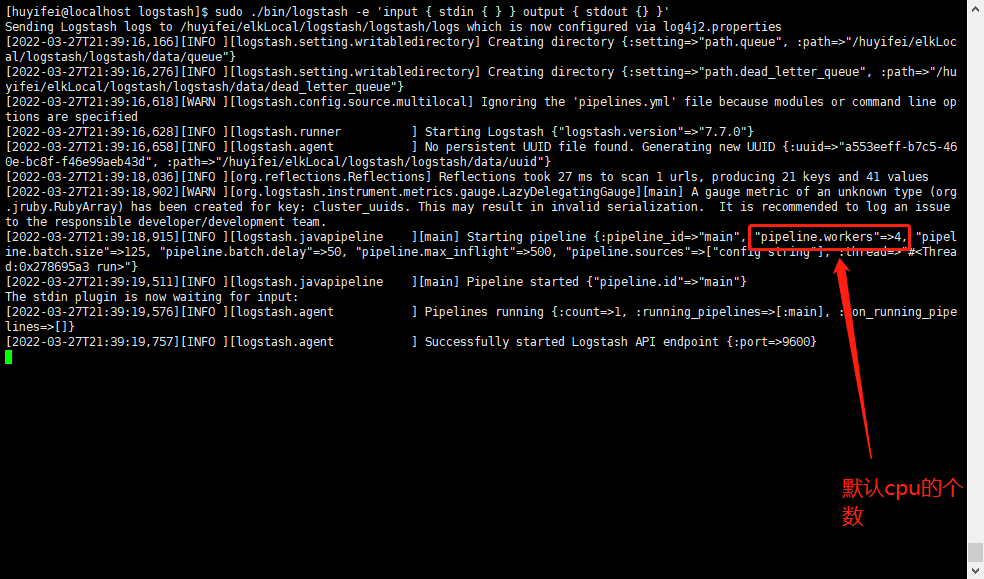 [huyifei@localhost logstash]$ sudo ./bin/logstash -e 'input { stdin { } } output { stdout {} }'
Sending Logstash logs to /huyifei/elkLocal/logstash/logstash/logs which is now configured via log4j2.properties
[2022-03-27T21:39:16,166][INFO ][logstash.setting.writabledirectory] Creating directory {:setting=>"path.queue", :path=>"/huyifei/elkLoc
al/logstash/logstash/data/queue"}
[2022-03-27T21:39:16,276][INFO ][logstash.setting.writabledirectory] Creating directory {:setting=>"path.dead_letter_queue", :path=>"/hu
yifei/elkLocal/logstash/logstash/data/dead_letter_queue"}
[2022-03-27T21:39:16,618][WARN ][logstash.config.source.multilocal] Ignoring the 'pipelines.yml' file because modules or command line op
tions are specified
[2022-03-27T21:39:16,628][INFO ][logstash.runner          ] Starting Logstash {"logstash.version"=>"7.7.0"}
[2022-03-27T21:39:16,658][INFO ][logstash.agent           ] No persistent UUID file found. Generating new UUID {:uuid=>"a553eeff-b7c5-46
0e-bc8f-f46e99aeb43d", :path=>"/huyifei/elkLocal/logstash/logstash/data/uuid"}
[2022-03-27T21:39:18,036][INFO ][org.reflections.Reflections] Reflections took 27 ms to scan 1 urls, producing 21 keys and 41 values
[2022-03-27T21:39:18,902][WARN ][org.logstash.instrument.metrics.gauge.LazyDelegatingGauge][main] A gauge metric of an unknown type (org
.jruby.RubyArray) has been created for key: cluster_uuids. This may result in invalid serialization.  It is recommended to log an issue
to the responsible developer/development team.
[2022-03-27T21:39:18,915][INFO ][logstash.javapipeline    ][main] Starting pipeline {:pipeline_id=>"main", "pipeline.workers"=>4, "pipel
ine.batch.size"=>125, "pipeline.batch.delay"=>50, "pipeline.max_inflight"=>500, "pipeline.sources"=>["config string"], :thread=>"#<Threa
d:0x278695a3 run>"}
[2022-03-27T21:39:19,511][INFO ][logstash.javapipeline    ][main] Pipeline started {"pipeline.id"=>"main"}
The stdin plugin is now waiting for input:
[2022-03-27T21:39:19,576][INFO ][logstash.agent           ] Pipelines running {:count=>1, :running_pipelines=>[:main], :non_running_pipe
lines=>[]}
[2022-03-27T21:39:19,757][INFO ][logstash.agent           ] Successfully started Logstash API endpoint {:port=>9600}
默认cpu的个
数